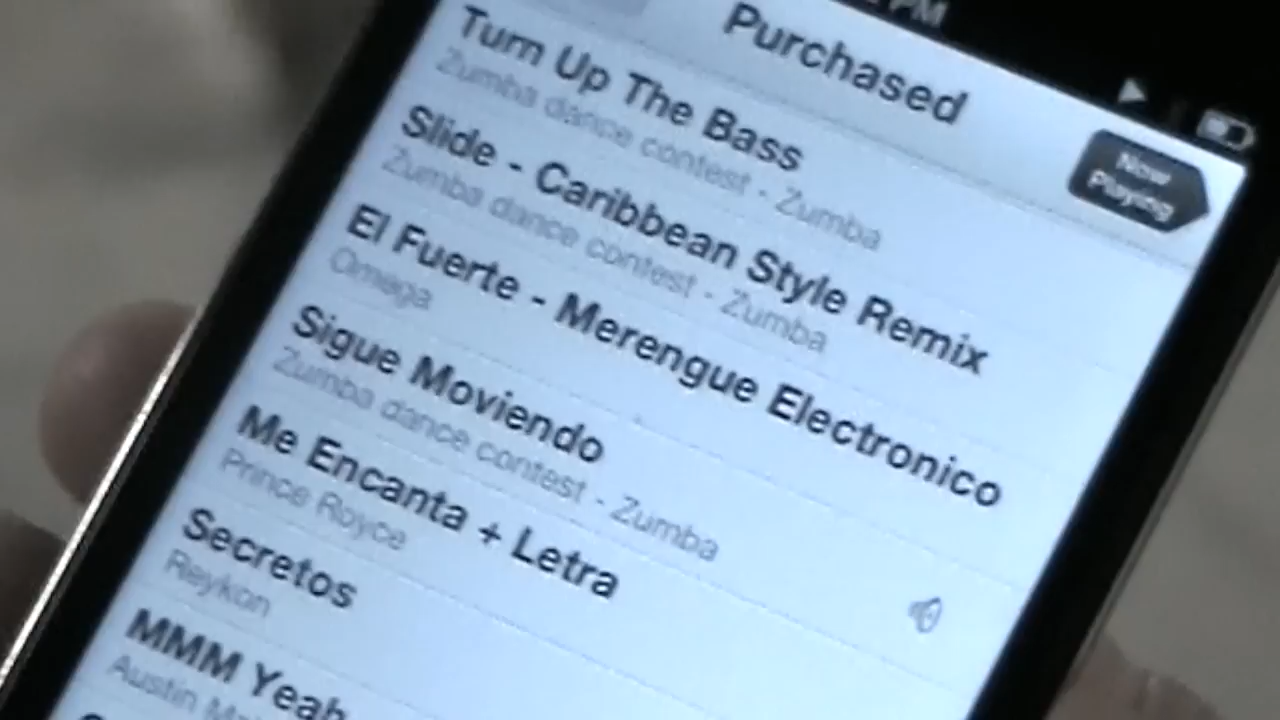 PM
Purchased
Now
Playing
Turn Up The Bass
Zumba dance contest - Zumba
Slide - Caribbean Style Remix
Zumba dance contest - Zumba
El Fuerte - Merengue Electronico
Omega
Sigue Moviendo
Zumba dance contest - Zumba
Me Encanta + Letra
Prince Royce
Secretos
Reykon
MMM Yeah
Austin